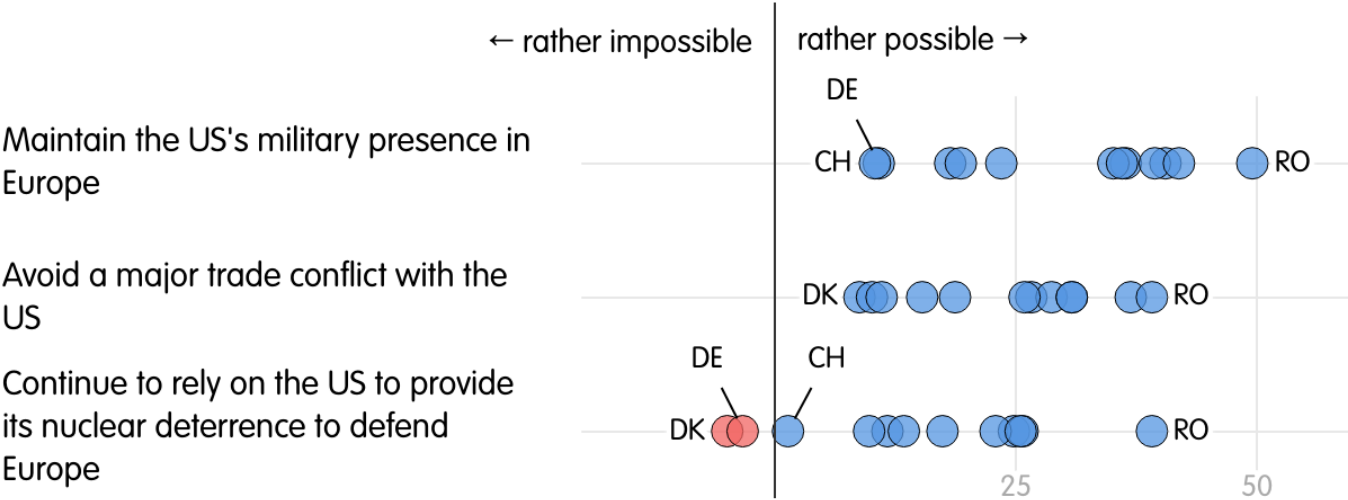 ← rather impossible
rather possible →
DE
Maintain the US's military presence in
Europe
CH
RO
Avoid a major trade conflict with the
US
DK
RO
DE
CH
Continue to rely on the US to provide
its nuclear deterrence to defend
Europe
DK
RO
25
50